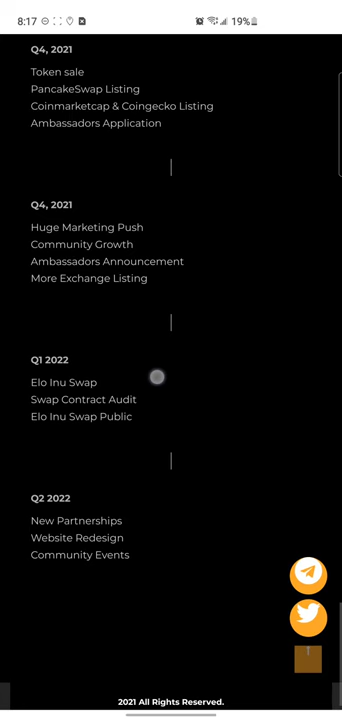 8:17
19%
Q4, 2021
Token sale
PancakeSwap Listing
Coinmarketcap & Coingecko Listing
Ambassadors Application
Q4, 2021
Huge Marketing Push
Community Growth
Ambassadors Announcement
More Exchange Listing
Q1 2022
Elo Inu Swap
Swap Contract Audit
Elo Inu Swap Public
Q2 2022
New Partnerships
Website Redesign
Community Events
2021 All Rights Reserved.